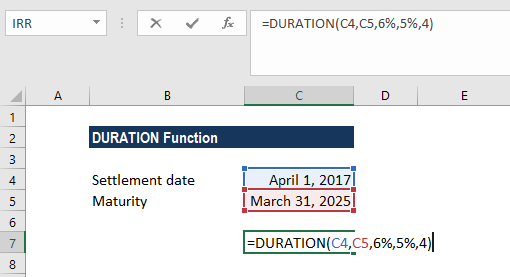 IRR
=DURATION(C4,C5,6%,5%,4)
A B C D E
1
2 DURATION Function
3
4 Settlement date April 1, 2017
5 Maturity March 31, 2025
6
7 =DURATION(C4,C5,6%,5%,4)
8